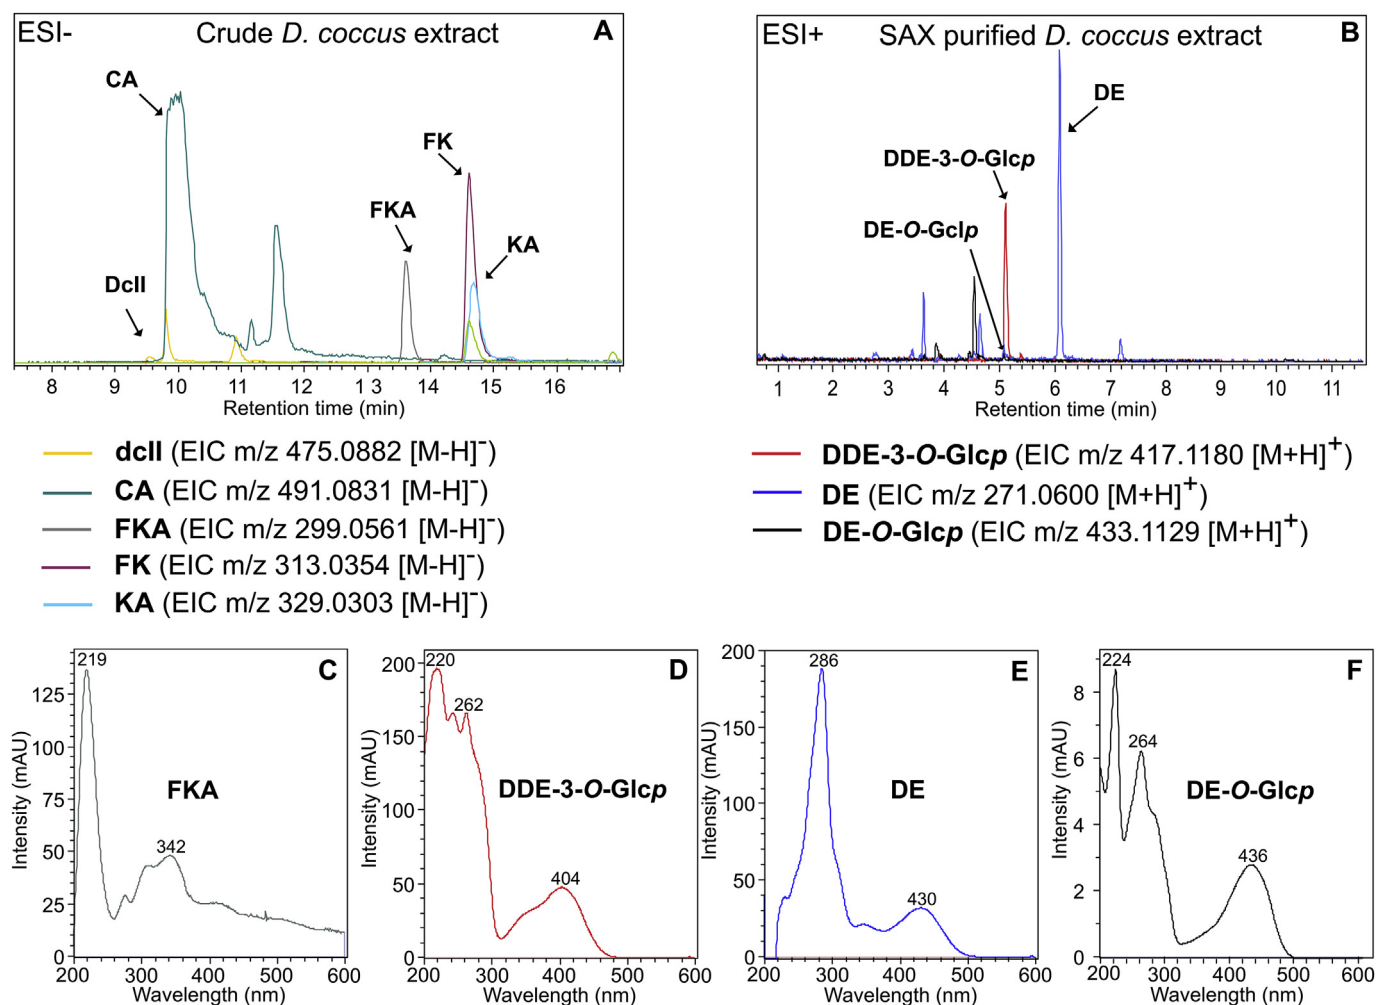 ESI- Crude D. coccus extract A
CA
FK
FKA
KA
DcII
8 9 10 11 12 13 14 15 16
Retention time (min)
dcII (EIC m/z 475.0882 [M-H]⁻)
CA (EIC m/z 491.0831 [M-H]⁻)
FKA (EIC m/z 299.0561 [M-H]⁻)
FK (EIC m/z 313.0354 [M-H]⁻)
KA (EIC m/z 329.0303 [M-H]⁻)
ESI+ SAX purified D. coccus extract B
DE
DDE-3-O-Glcp
DE-O-Gclp
1 2 3 4 5 6 7 8 9 10 11
Retention time (min)
DDE-3-O-Glcp (EIC m/z 417.1180 [M+H]⁺)
DE (EIC m/z 271.0600 [M+H]⁺)
DE-O-Glcp (EIC m/z 433.1129 [M+H]⁺)
C
219
342
FKA
Intensity (mAU)
125
100
75
50
25
0
200 300 400 500 600
Wavelength (nm)
D
220
262
404
DDE-3-O-Glcp
Intensity (mAU)
200
150
100
50
0
200 300 400 500 600
Wavelength (nm)
E
286
430
DE
Intensity (mAU)
200
150
100
50
0
200 300 400 500 600
Wavelength (nm)
F
224
264
436
DE-O-Glcp
Intensity (mAU)
8
6
4
2
0
200 300 400 500 600
Wavelength (nm)